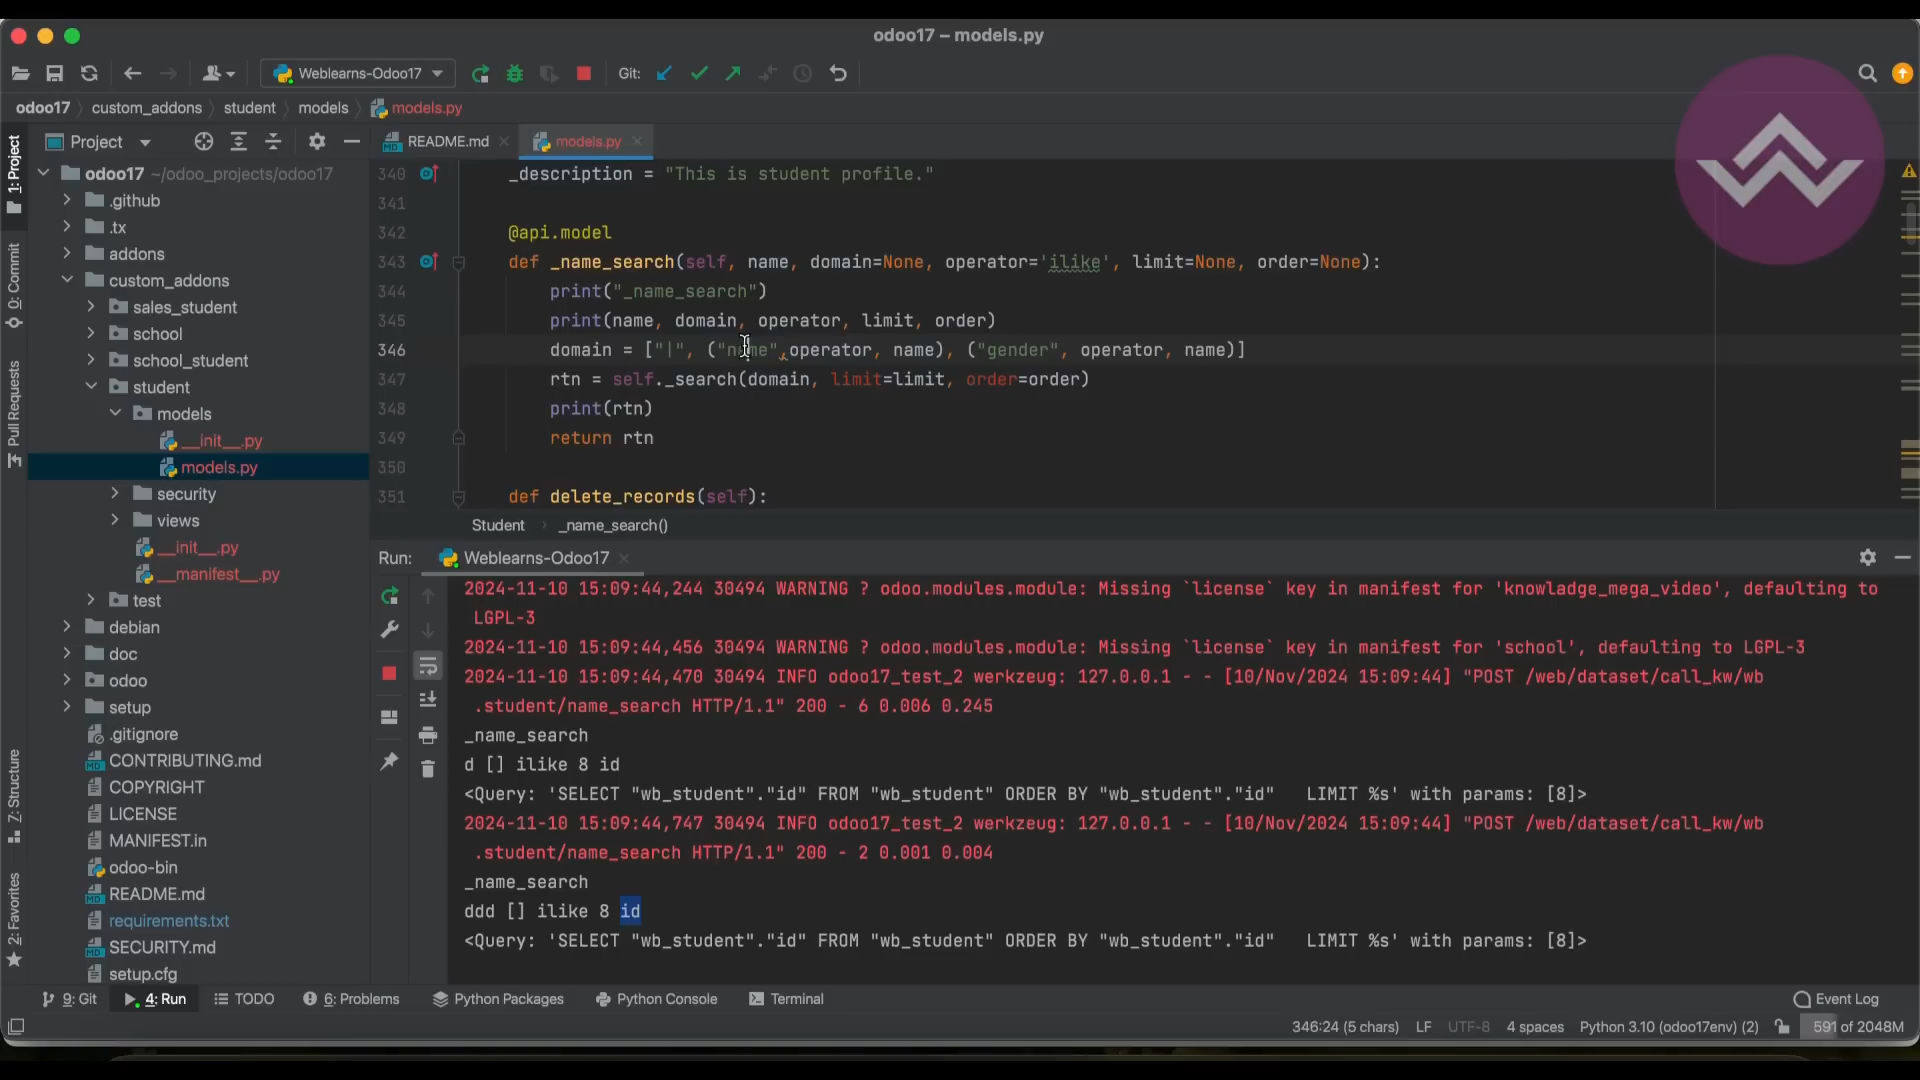 odoo17 – models.py
Weblearns-Odoo17
Git:
odoo17
custom_addons
student
models
models.py
Project
README.md
models.py
odoo17 ~/odoo_projects/odoo17
.github
.tx
addons
custom_addons
sales_student
school
school_student
student
models
__init__.py
models.py
security
views
__init__.py
__manifest__.py
test
debian
doc
odoo
setup
.gitignore
CONTRIBUTING.md
COPYRIGHT
LICENSE
MANIFEST.in
odoo-bin
README.md
requirements.txt
SECURITY.md
setup.cfg
1: Project
0: Commit
Pull Requests
7: Structure
2: Favorites
340 _description = "This is student profile."
341
342 @api.model
343 def _name_search(self, name, domain=None, operator='ilike', limit=None, order=None):
344 print("_name_search")
345 print(name, domain, operator, limit, order)
346 domain = ["|", ("name",operator, name), ("gender", operator, name)]
347 rtn = self._search(domain, limit=limit, order=order)
348 print(rtn)
349 return rtn
350
351 def delete_records(self):
Student
_name_search()
Run:
Weblearns-Odoo17
2024-11-10 15:09:44,244 30494 WARNING ? odoo.modules.module: Missing `license` key in manifest for 'knowladge_mega_video', defaulting to
LGPL-3
2024-11-10 15:09:44,456 30494 WARNING ? odoo.modules.module: Missing `license` key in manifest for 'school', defaulting to LGPL-3
2024-11-10 15:09:44,470 30494 INFO odoo17_test_2 werkzeug: 127.0.0.1 - - [10/Nov/2024 15:09:44] "POST /web/dataset/call_kw/wb
.student/name_search HTTP/1.1" 200 - 6 0.006 0.245
_name_search
d [] ilike 8 id
<Query: 'SELECT "wb_student"."id" FROM "wb_student" ORDER BY "wb_student"."id"   LIMIT %s' with params: [8]>
2024-11-10 15:09:44,747 30494 INFO odoo17_test_2 werkzeug: 127.0.0.1 - - [10/Nov/2024 15:09:44] "POST /web/dataset/call_kw/wb
.student/name_search HTTP/1.1" 200 - 2 0.001 0.004
_name_search
ddd [] ilike 8 id
<Query: 'SELECT "wb_student"."id" FROM "wb_student" ORDER BY "wb_student"."id"   LIMIT %s' with params: [8]>
9: Git
4: Run
TODO
6: Problems
Python Packages
Python Console
Terminal
Event Log
346:24 (5 chars)
LF
UTF-8
4 spaces
Python 3.10 (odoo17env) (2)
591 of 2048M